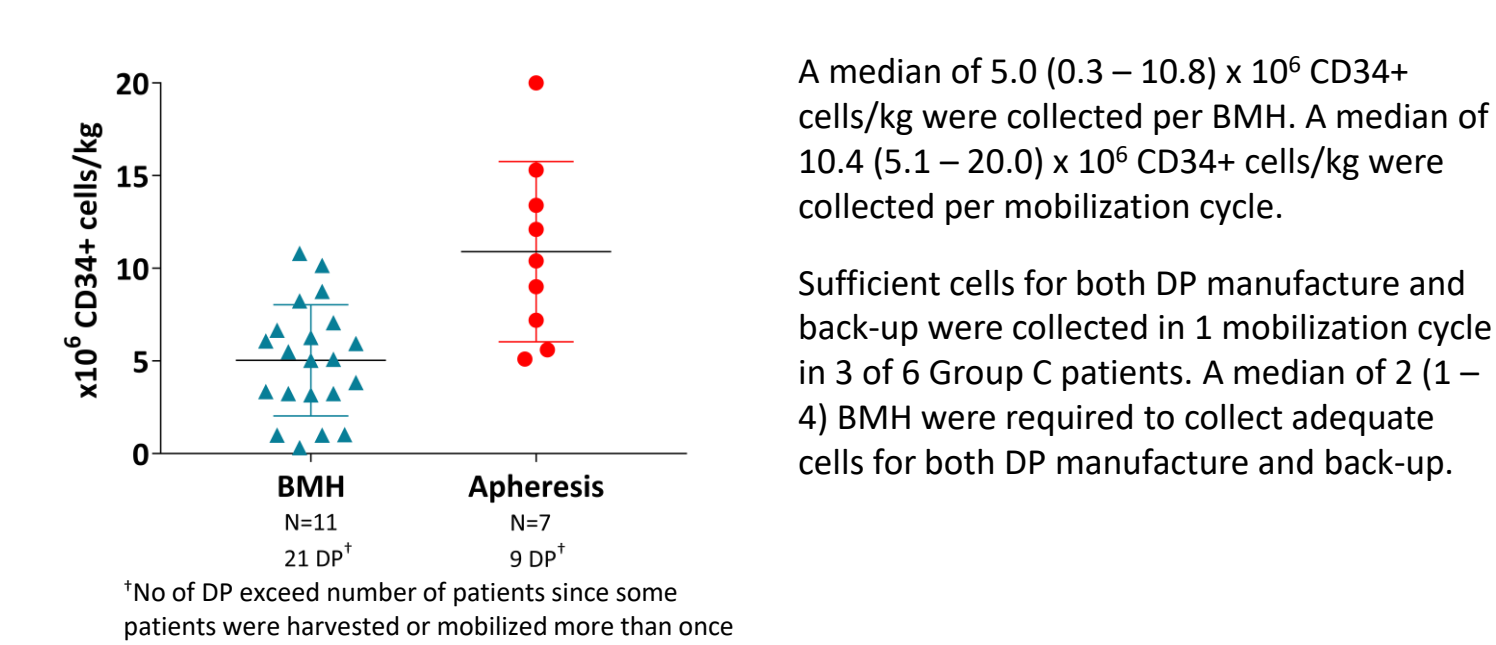 20
15
10
5
0
x10⁶ CD34+ cells/kg
BMH
Apheresis
N=11
N=7
21 DP†
9 DP†
†No of DP exceed number of patients since some
patients were harvested or mobilized more than once
A median of 5.0 (0.3 – 10.8) x 10⁶ CD34+
cells/kg were collected per BMH. A median of
10.4 (5.1 – 20.0) x 10⁶ CD34+ cells/kg were
collected per mobilization cycle.
Sufficient cells for both DP manufacture and
back-up were collected in 1 mobilization cycle
in 3 of 6 Group C patients. A median of 2 (1 –
4) BMH were required to collect adequate
cells for both DP manufacture and back-up.